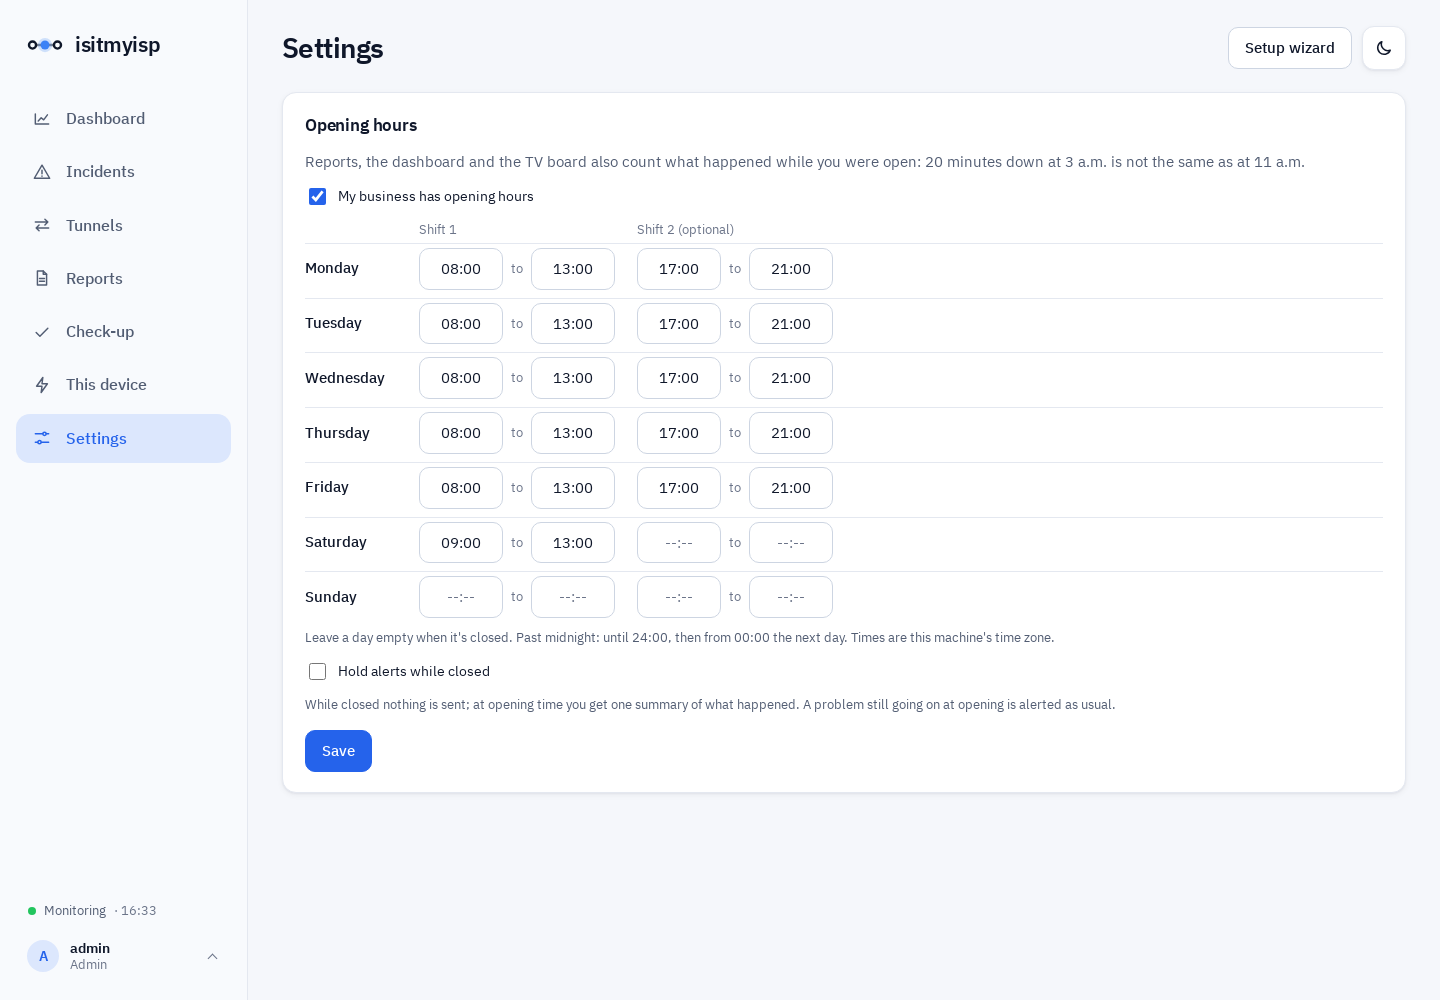 isitmyisp
Dashboard
Incidents
Tunnels
Reports
Check-up
This device
Settings
Monitoring · 16:33
A
admin
Admin
Settings
Setup wizard
Opening hours
Reports, the dashboard and the TV board also count what happened while you were open: 20 minutes down at 3 a.m. is not the same as at 11 a.m.
My business has opening hours
Shift 1 Shift 2 (optional)
Monday 08:00 to 13:00 17:00 to 21:00
Tuesday 08:00 to 13:00 17:00 to 21:00
Wednesday 08:00 to 13:00 17:00 to 21:00
Thursday 08:00 to 13:00 17:00 to 21:00
Friday 08:00 to 13:00 17:00 to 21:00
Saturday 09:00 to 13:00 --:-- to --:--
Sunday --:-- to --:-- --:-- to --:--
Leave a day empty when it's closed. Past midnight: until 24:00, then from 00:00 the next day. Times are this machine's time zone.
Hold alerts while closed
While closed nothing is sent; at opening time you get one summary of what happened. A problem still going on at opening is alerted as usual.
Save